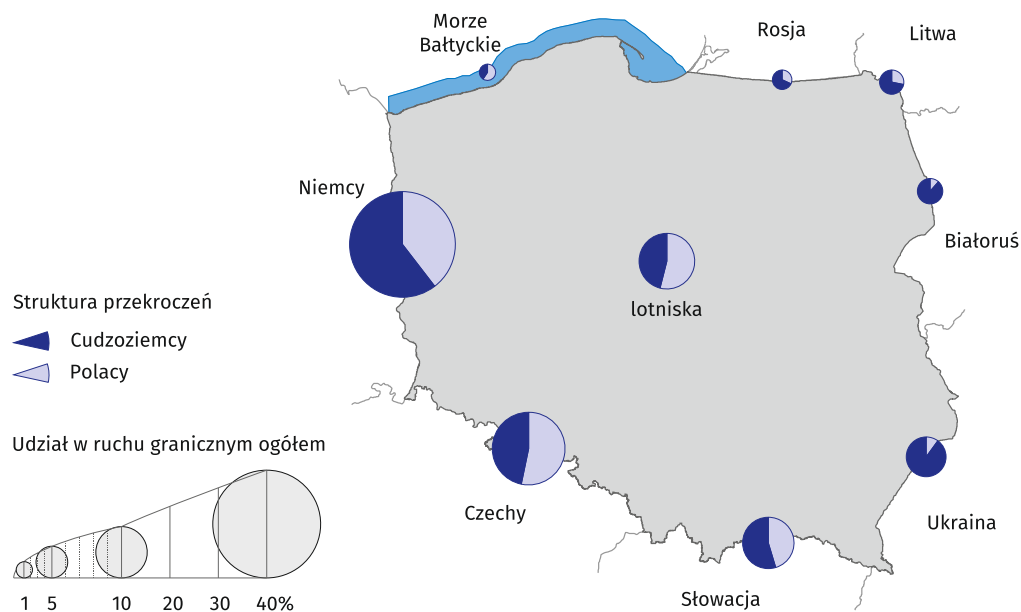 Morze
Bałtyckie
Rosja
Litwa
Niemcy
Białoruś
lotniska
Struktura przekroczeń
Cudzoziemcy
Polacy
Udział w ruchu granicznym ogółem
Czechy
Ukraina
Słowacja
1 5 10 20 30 40%